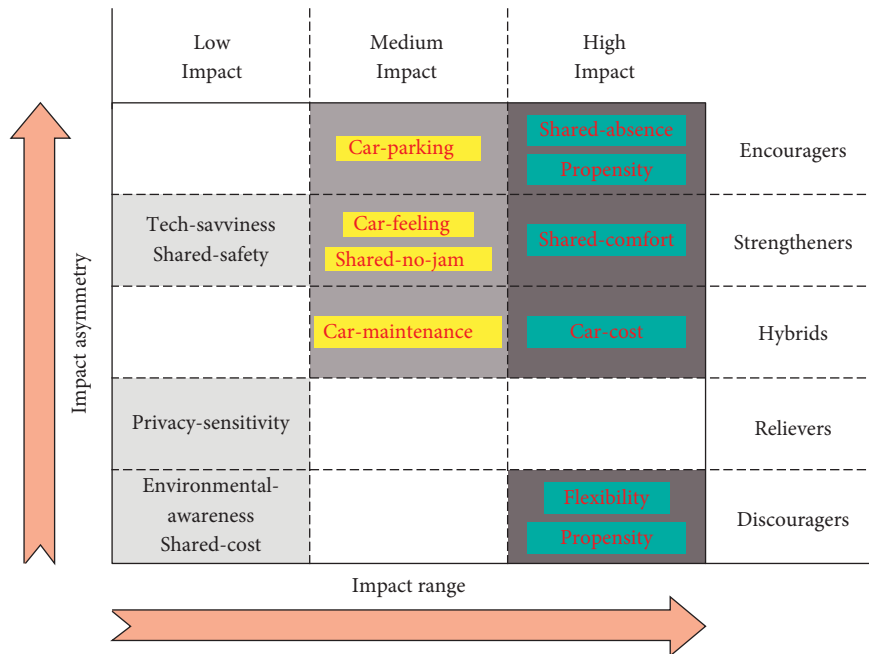 Low
Impact
Medium
Impact
High
Impact
Car-parking
Shared-absence
Propensity
Encouragers
Tech-savviness
Shared-safety
Car-feeling
Shared-no-jam
Shared-comfort
Strengtheners
Car-maintenance
Car-cost
Hybrids
Privacy-sensitivity
Relievers
Environmental-
awareness
Shared-cost
Flexibility
Propensity
Discouragers
Impact asymmetry
Impact range